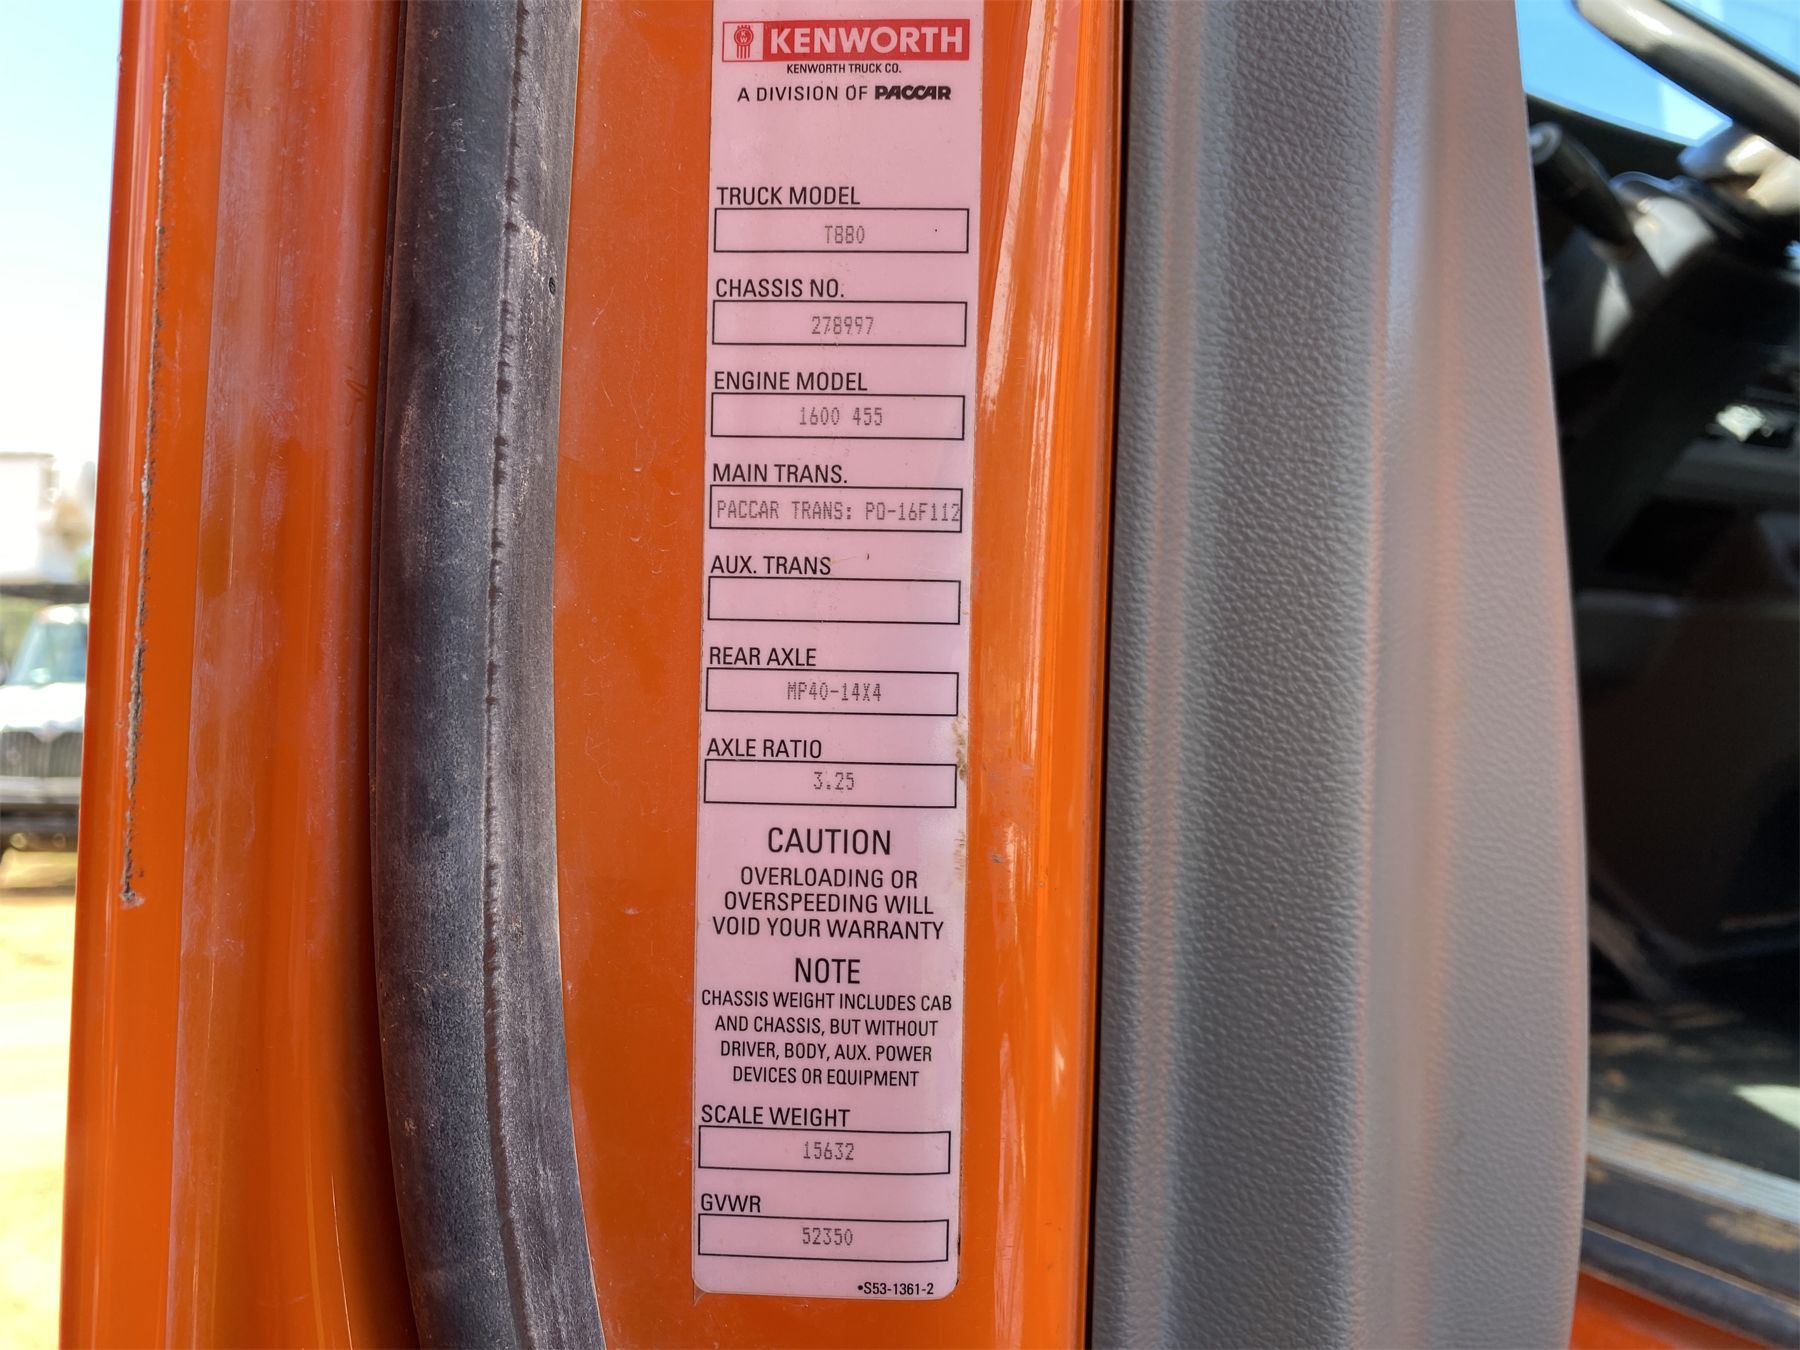 KENWORTH
KENWORTH TRUCK CO.
A DIVISION OF PACCAR
TRUCK MODEL
T880
CHASSIS NO.
278997
ENGINE MODEL
1600 455
MAIN TRANS.
PACCAR TRANS: PO-16F112
AUX. TRANS
REAR AXLE
MP40-14X4
AXLE RATIO
3.25
CAUTION
OVERLOADING OR
OVERSPEEDING WILL
VOID YOUR WARRANTY
NOTE
CHASSIS WEIGHT INCLUDES CAB
AND CHASSIS, BUT WITHOUT
DRIVER, BODY, AUX. POWER
DEVICES OR EQUIPMENT
SCALE WEIGHT
15632
GVWR
52350
•S53-1361-2